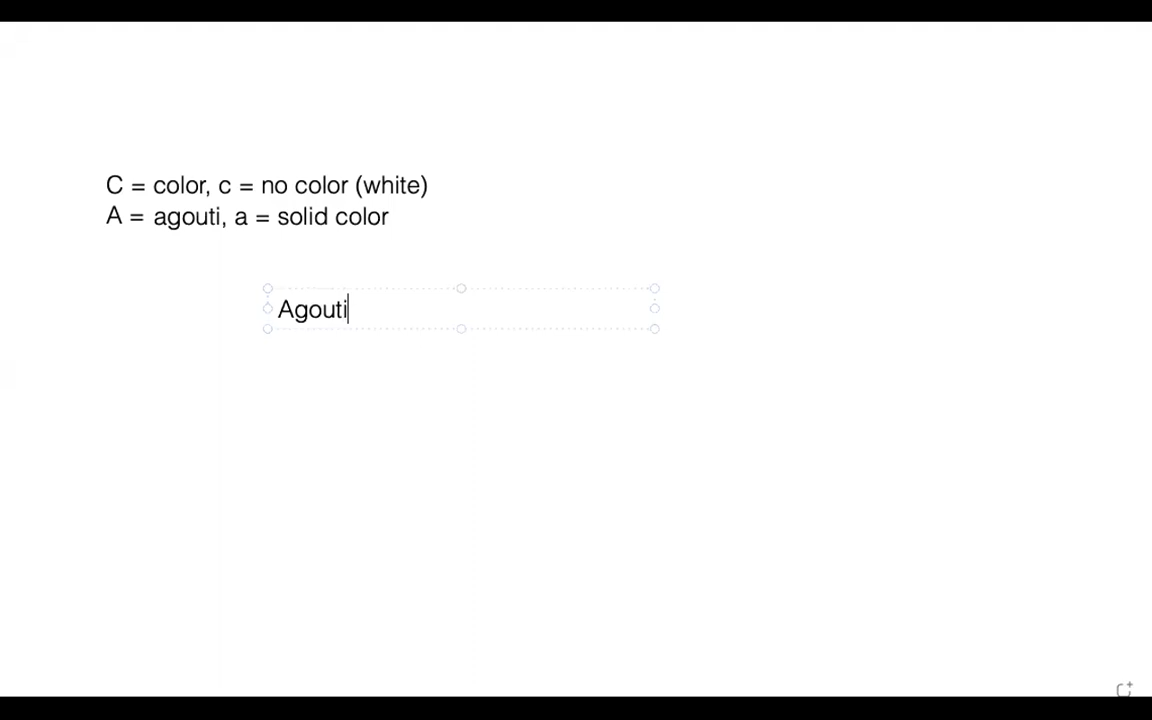 C = color, c = no color (white)
A = agouti, a = solid color
Agouti